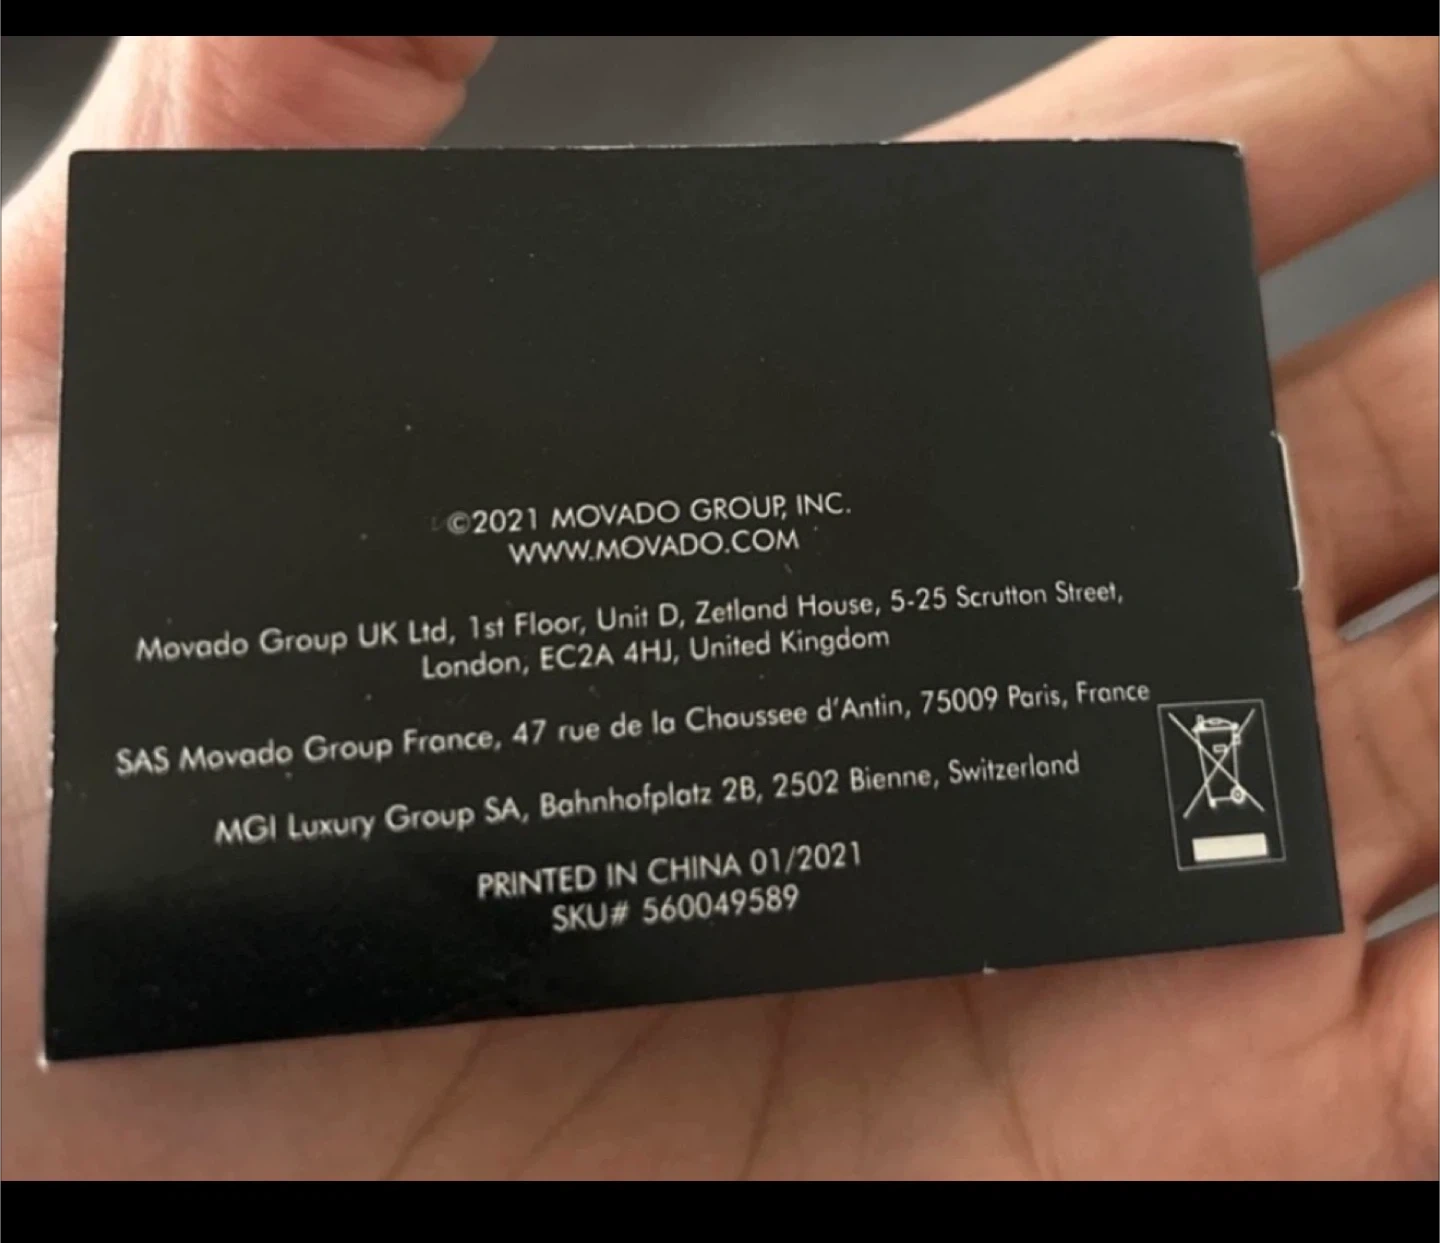 ©2021 MOVADO GROUP, INC.
WWW.MOVADO.COM
Movado Group UK Ltd, 1st Floor, Unit D, Zetland House, 5-25 Scrutton Street,
London, EC2A 4HJ, United Kingdom
SAS Movado Group France, 47 rue de la Chaussee d'Antin, 75009 Paris, France
MGI Luxury Group SA, Bahnhofplatz 2B, 2502 Bienne, Switzerland
PRINTED IN CHINA 01/2021
SKU# 560049589